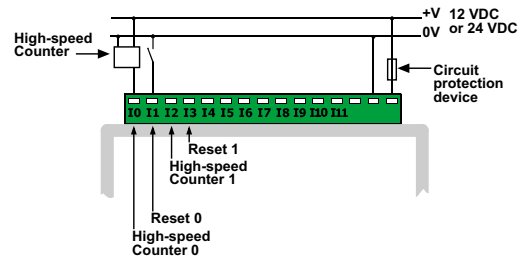 +V 12 VDC
or 24 VDC
0V
High-speed
Counter
Circuit
protection
device
I0 I1 I2 I3 I4 I5 I6 I7 I8 I9 I10 I11
Reset 1
High-speed
Counter 1
Reset 0
High-speed
Counter 0